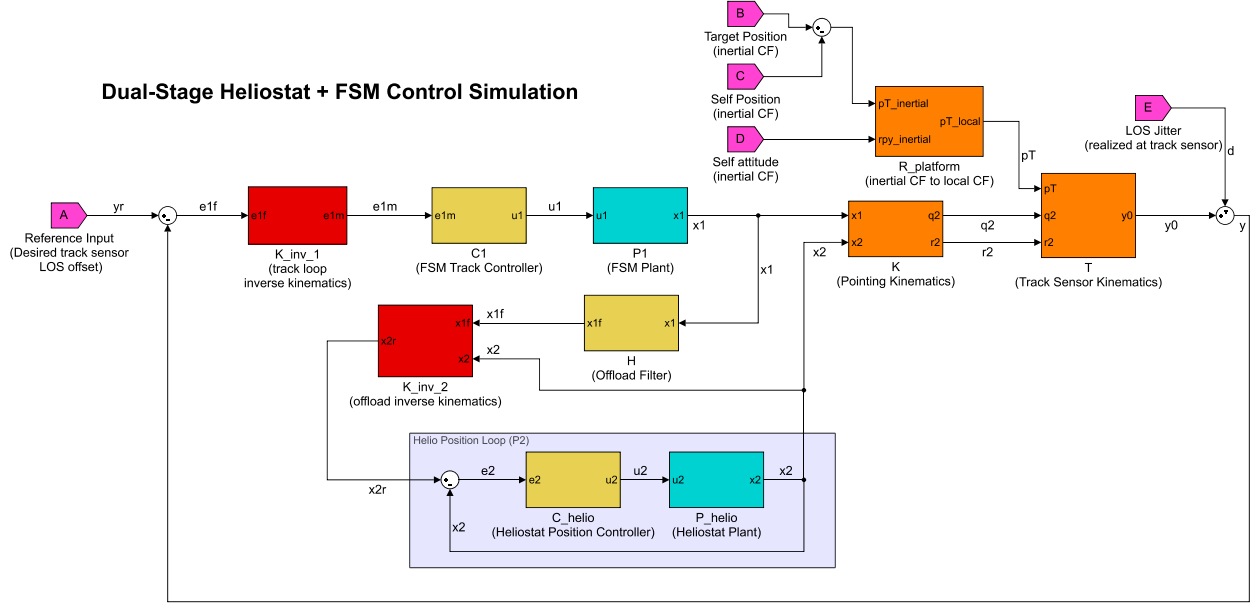 Dual-Stage Heliostat + FSM Control Simulation
B
Target Position
(inertial CF)
C
Self Position
(inertial CF)
D
Self attitude
(inertial CF)
pT_inertial
rpy_inertial
pT_local
R_platform
(inertial CF to local CF)
pT
E
LOS Jitter
(realized at track sensor)
d
A
Reference Input
(Desired track sensor
LOS offset)
yr
+
-
e1f
e1f
e1m
K_inv_1
(track loop
inverse kinematics)
e1m
e1m
u1
C1
(FSM Track Controller)
u1
u1
x1
P1
(FSM Plant)
x1
x1
x1
x2
q2
r2
K
(Pointing Kinematics)
x2
q2
r2
pT
q2
r2
y0
T
(Track Sensor Kinematics)
y0
y
x1f
x1
H
(Offload Filter)
x1f
x2
x1f
x2
x2r
K_inv_2
(offload inverse kinematics)
x2r
Helio Position Loop (P2)
+
-
e2
e2
u2
C_helio
(Heliostat Position Controller)
u2
u2
x2
P_helio
(Heliostat Plant)
x2
x2